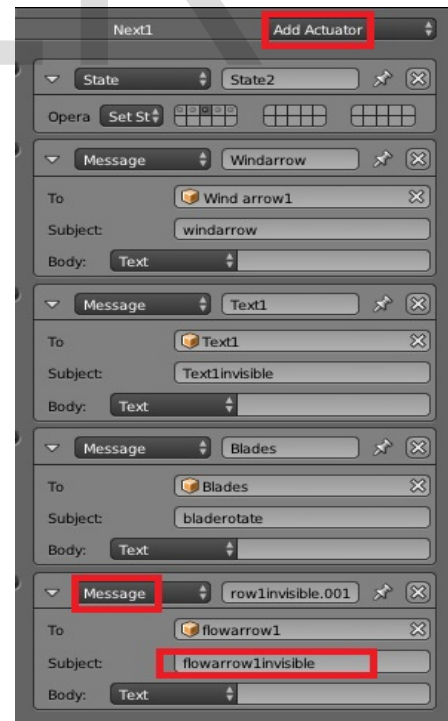 Next1 Add Actuator
State State2
Opera Set St
Message Windarrow
To Wind arrow1
Subject: windarrow
Body: Text
Message Text1
To Text1
Subject: Text1invisible
Body: Text
Message Blades
To Blades
Subject: bladerotate
Body: Text
Message row1invisible.001
To flowarrow1
Subject: flowarrow1invisible
Body: Text